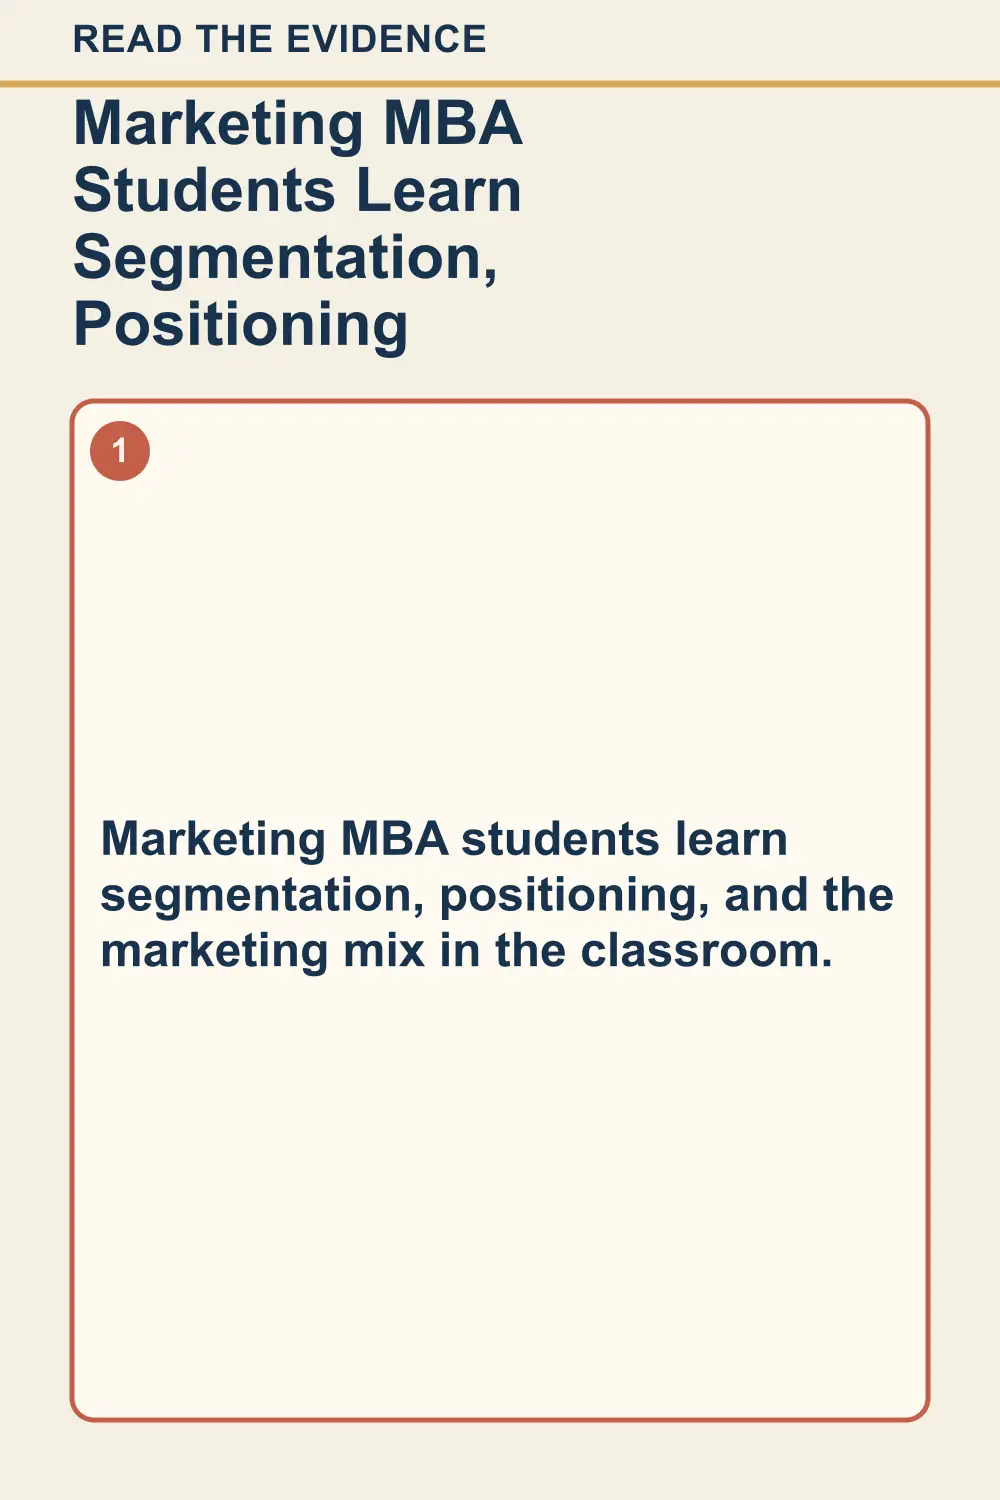 READ THE EVIDENCE
Marketing MBA
Students Learn
Segmentation,
Positioning
1
Marketing MBA students learn
segmentation, positioning, and the
marketing mix in the classroom.